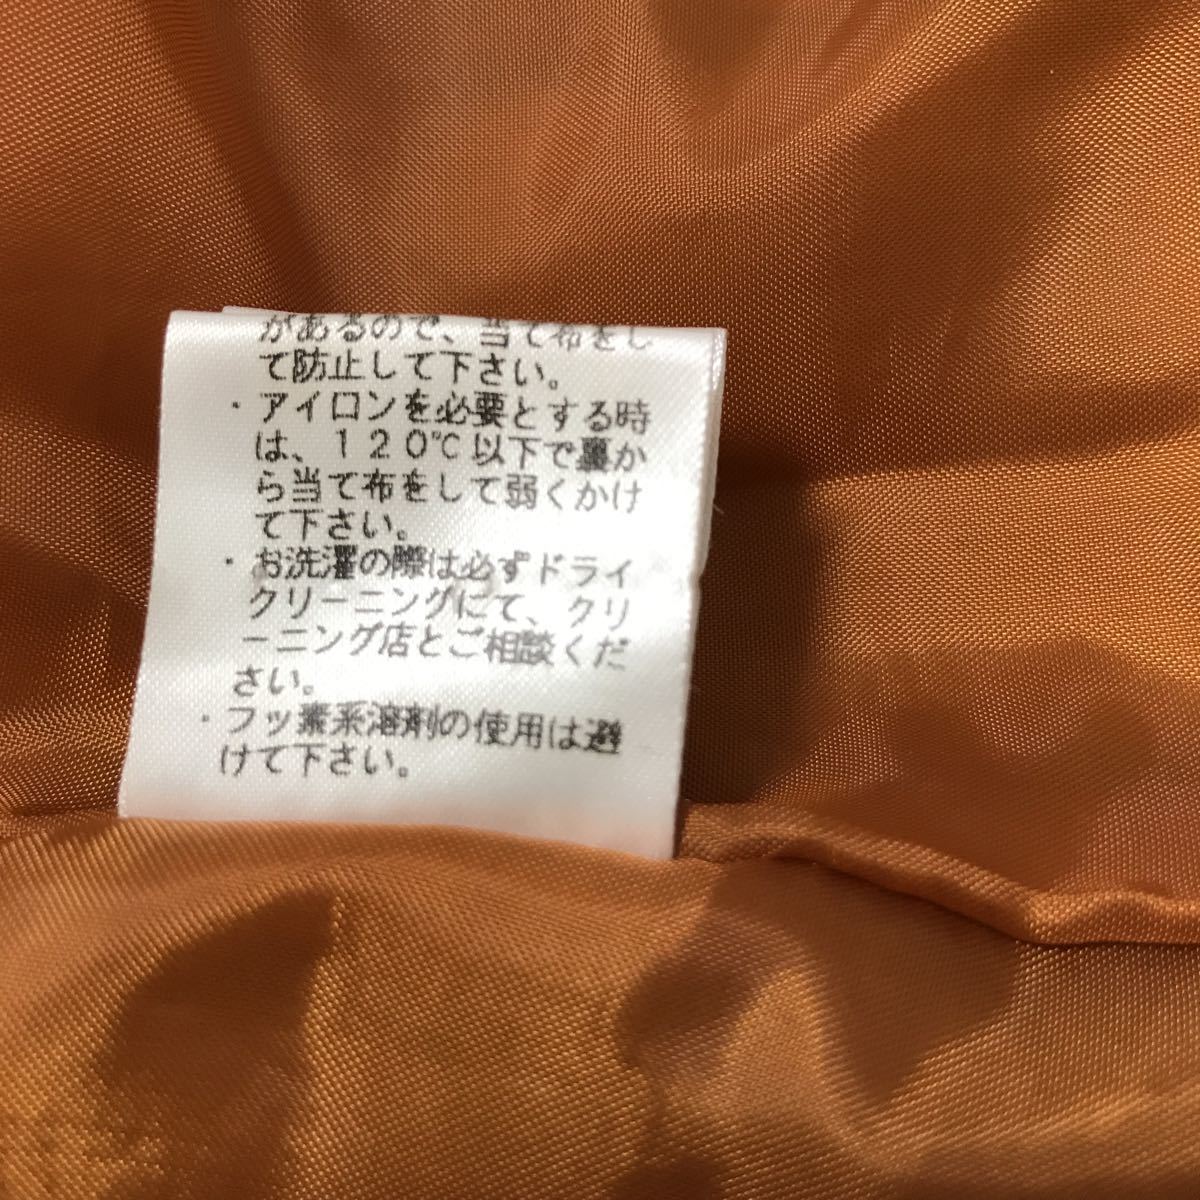 があるので、当て布をし
て防止して下さい。
・アイロンを必要とする時
は、１２０℃以下で裏か
ら当て布をして弱くかけ
て下さい。
・お洗濯の際は必ずドライ
クリーニングにて、クリ
ーニング店とご相談くだ
さい。
・フッ素系溶剤の使用は避
けて下さい。